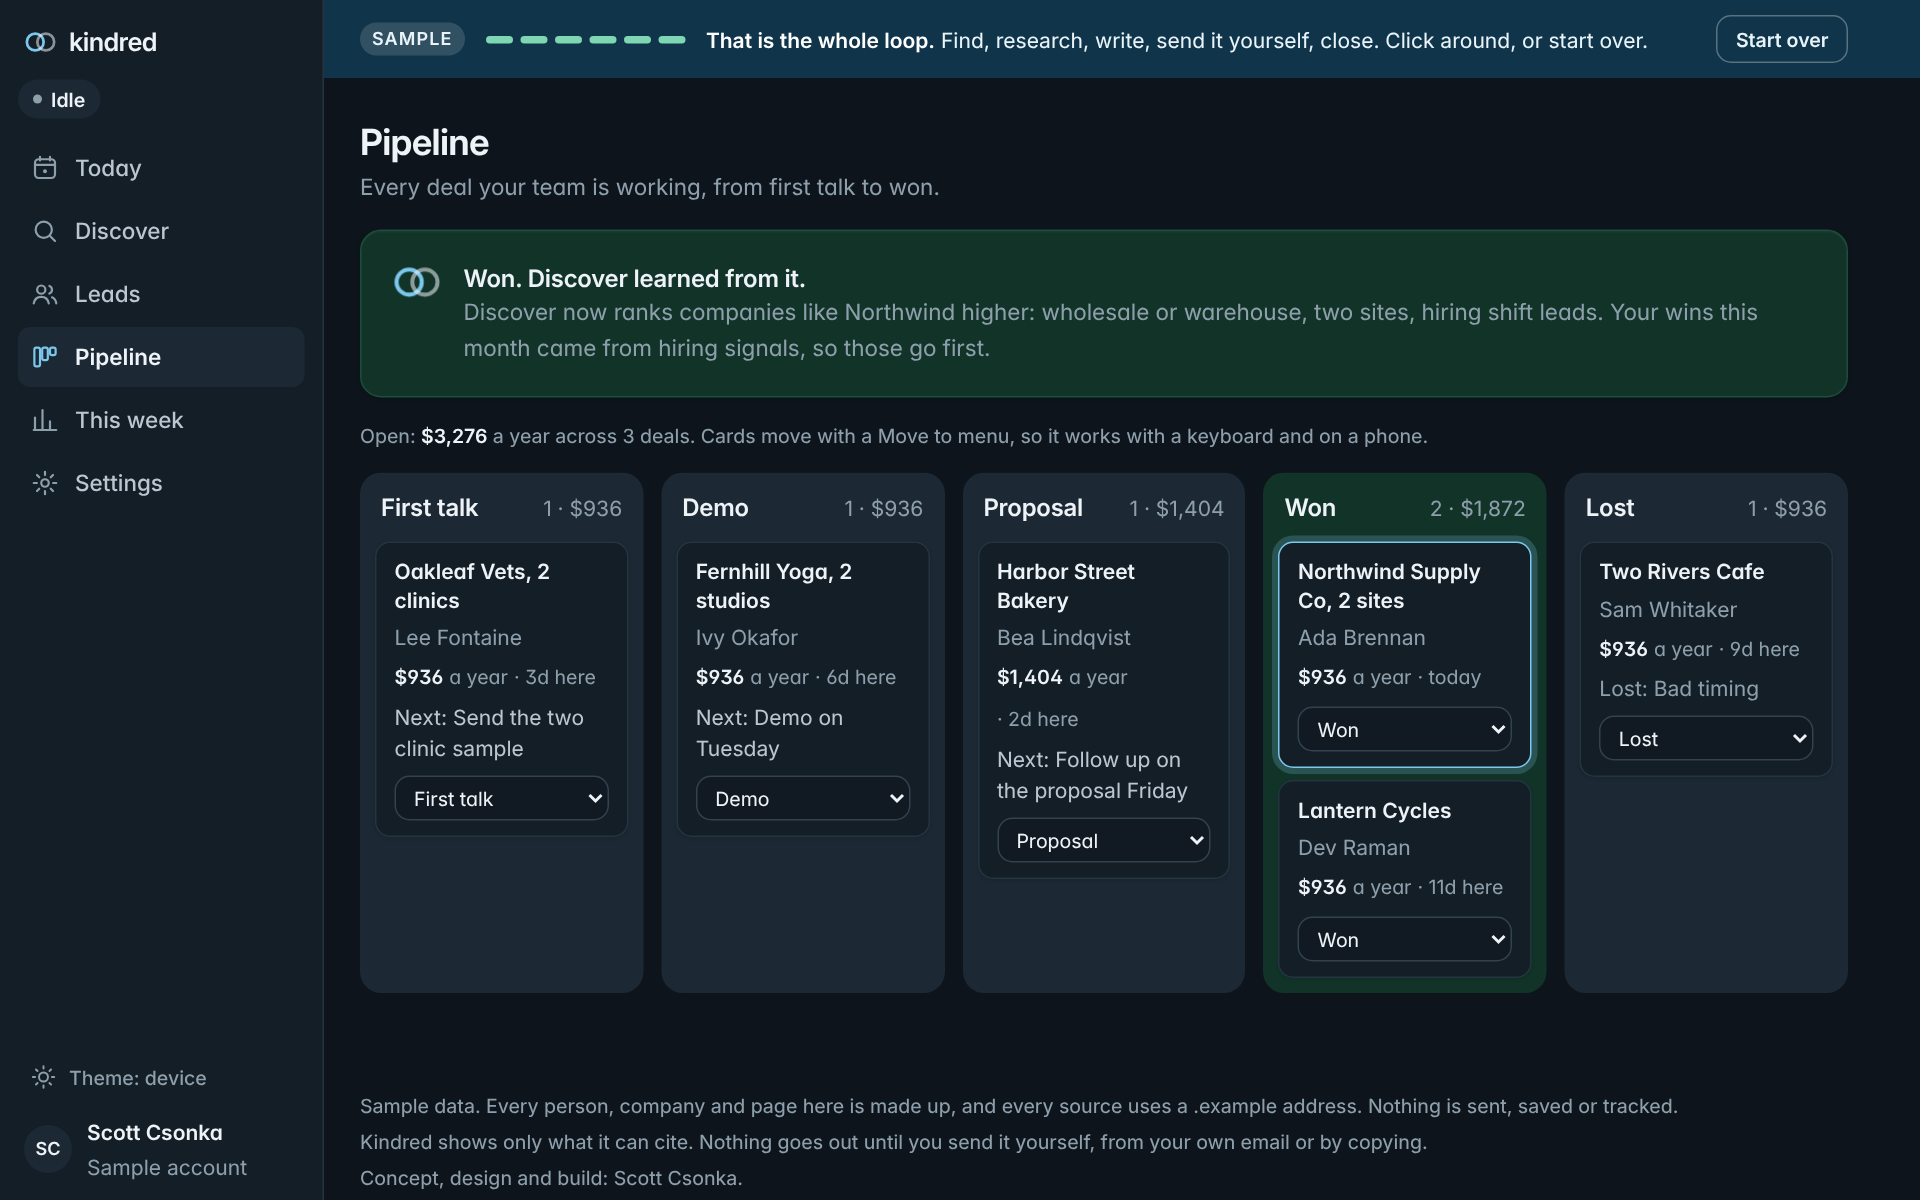 kindred
Idle
Today
Discover
Leads
Pipeline
This week
Settings
Theme: device
SC
Scott Csonka
Sample account
SAMPLE
That is the whole loop. Find, research, write, send it yourself, close. Click around, or start over.
Start over
Pipeline
Every deal your team is working, from first talk to won.
Won. Discover learned from it.
Discover now ranks companies like Northwind higher: wholesale or warehouse, two sites, hiring shift leads. Your wins this
month came from hiring signals, so those go first.
Open: $3,276 a year across 3 deals. Cards move with a Move to menu, so it works with a keyboard and on a phone.
First talk
1 · $936
Oakleaf Vets, 2
clinics
Lee Fontaine
$936 a year · 3d here
Next: Send the two
clinic sample
First talk
Demo
1 · $936
Fernhill Yoga, 2
studios
Ivy Okafor
$936 a year · 6d here
Next: Demo on
Tuesday
Demo
Proposal
1 · $1,404
Harbor Street
Bakery
Bea Lindqvist
$1,404 a year
· 2d here
Next: Follow up on
the proposal Friday
Proposal
Won
2 · $1,872
Northwind Supply
Co, 2 sites
Ada Brennan
$936 a year · today
Won
Lantern Cycles
Dev Raman
$936 a year · 11d here
Won
Lost
1 · $936
Two Rivers Cafe
Sam Whitaker
$936 a year · 9d here
Lost: Bad timing
Lost
Sample data. Every person, company and page here is made up, and every source uses a .example address. Nothing is sent, saved or tracked.
Kindred shows only what it can cite. Nothing goes out until you send it yourself, from your own email or by copying.
Concept, design and build: Scott Csonka.